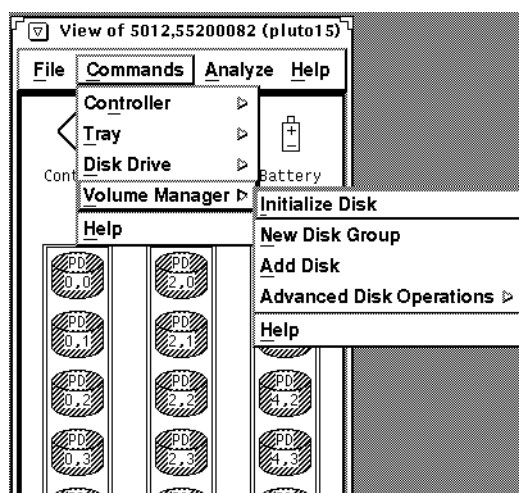 View of 5012,55200082 (pluto15)
File Commands Analyze Help
Controller
Tray
Disk Drive
Volume Manager
Help
Cont
Battery
Initialize Disk
New Disk Group
Add Disk
Advanced Disk Operations
Help
PD 0,0
PD 2,0
PD 0,1
PD 2,1
PD 0,2
PD 2,2
PD 4,2
PD 0,3
PD 2,3
PD 4,3